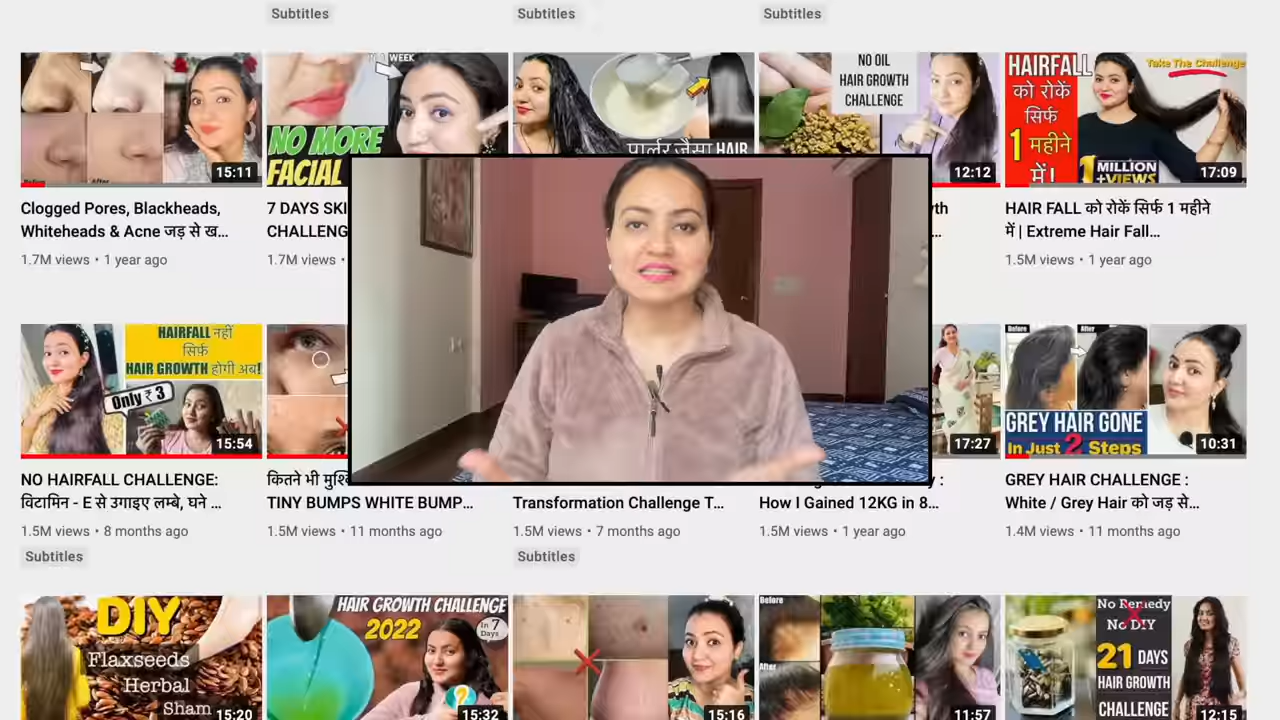 Subtitles
Subtitles
Subtitles
Before
After
15:11
Clogged Pores, Blackheads,
Whiteheads & Acne जड़ से ख...
1.7M views • 1 year ago
WEEK
NO MORE
FACIAL
7 DAYS SKI
CHALLENG
1.7M views •
पार्लर जैसा HAIR
NO OIL
HAIR GROWTH
CHALLENGE
12:12
HAIRFALL
को रोकें
सिर्फ
1 महीने
में!
Take The Challenge
1 MILLION
+VIEWS
17:09
HAIR FALL को रोकें सिर्फ 1 महीने
में | Extreme Hair Fall...
1.5M views • 1 year ago
HAIRFALL नहीं
सिर्फ़
HAIR GROWTH होगी अब!
Only ₹ 3
15:54
NO HAIRFALL CHALLENGE:
विटामिन - E से उगाइए लम्बे, घने ...
1.5M views • 8 months ago
Subtitles
कितने भी
TINY BUMPS WHITE BUMP...
1.5M views • 11 months ago
Transformation Challenge T...
1.5M views • 7 months ago
Subtitles
17:27
How I Gained 12KG in 8...
1.5M views • 1 year ago
Before
After
GREY HAIR GONE
In Just 2 Steps
10:31
GREY HAIR CHALLENGE :
White / Grey Hair को जड़ से...
1.4M views • 11 months ago
DIY
Flaxseeds
Herbal
Sham
15:20
HAIR GROWTH CHALLENGE
2022
In 7
Days
15:32
15:16
Before
After
11:57
No Remedy
No DIY
21 DAYS
HAIR GROWTH
CHALLENGE
12:15